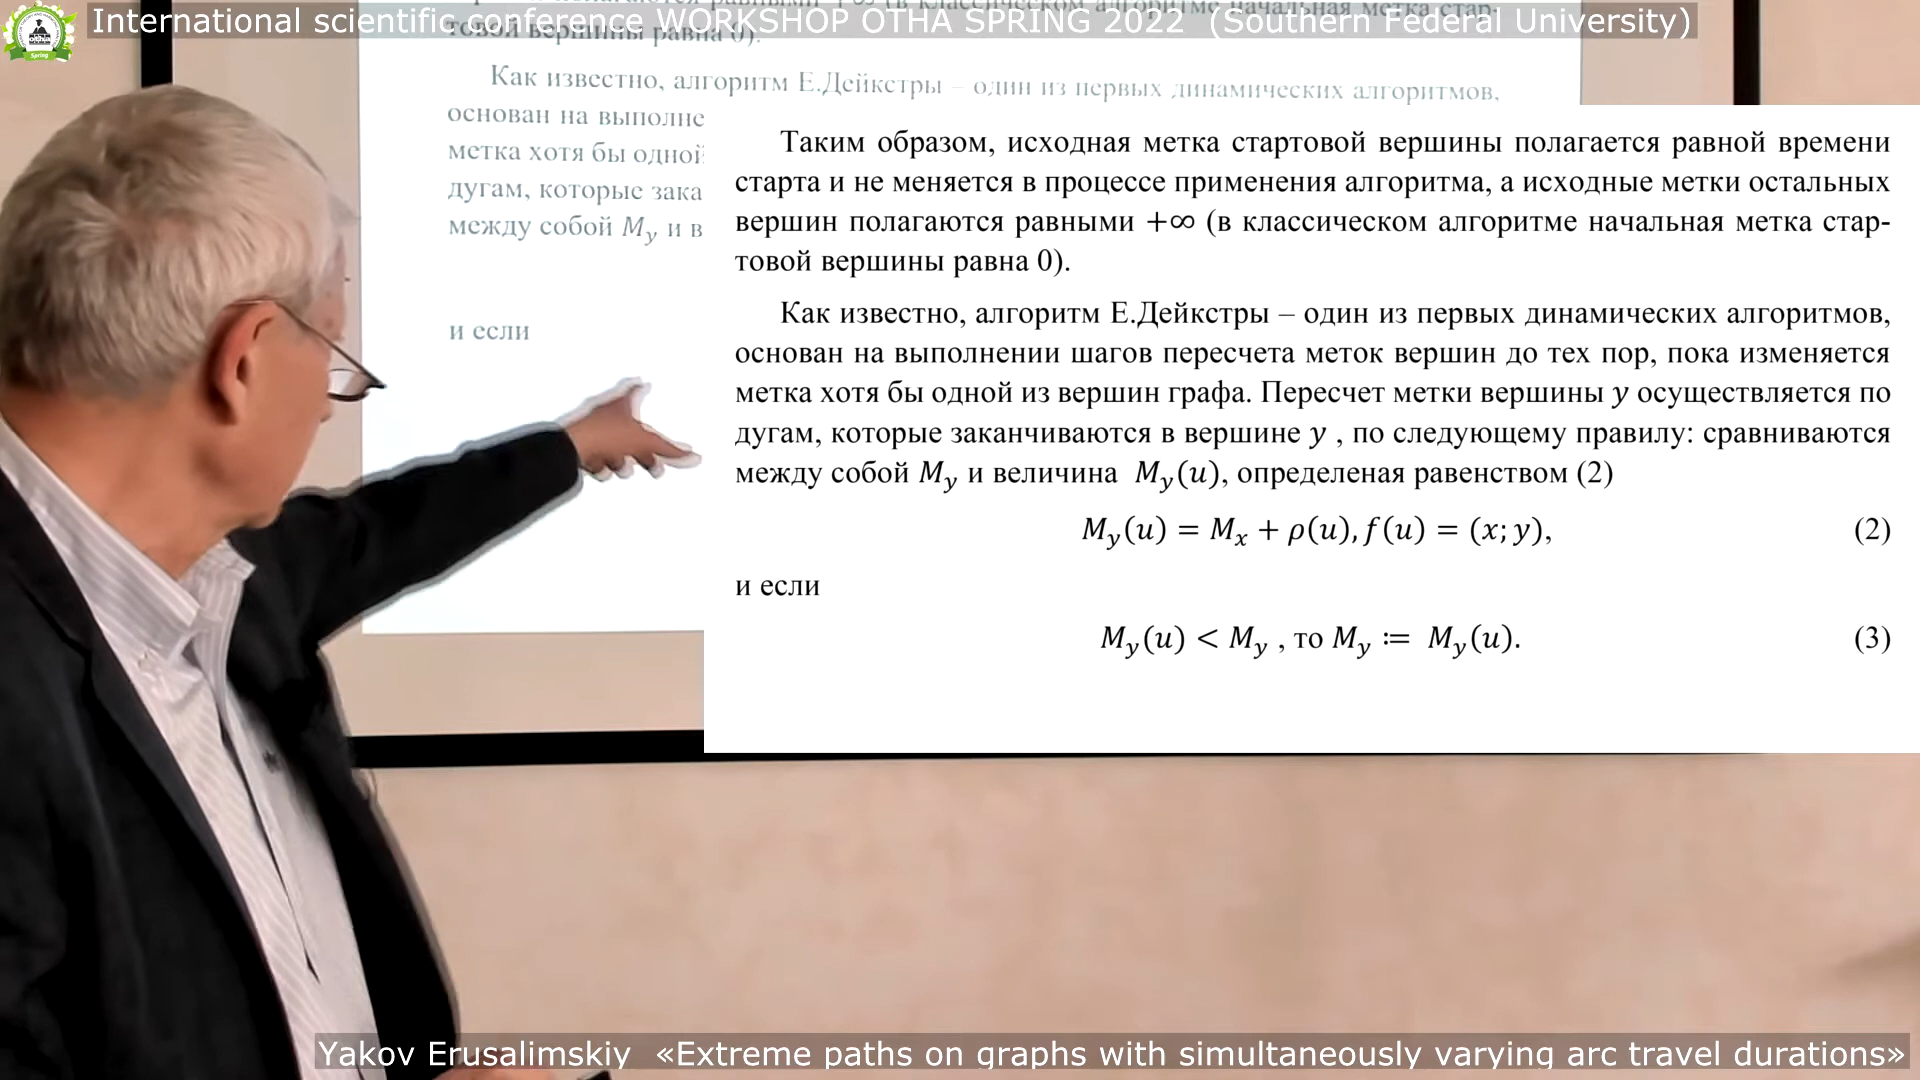 International scientific conference WORKSHOP OTHA SPRING 2022 (Southern Federal University)
товой вершины равна 0).
Как известно, алгоритм Е.Дейкстры – один из первых динамических алгоритмов,
основан на выполне
метка хотя бы одной
дугам, которые зака
между собой M_y и в
и если
Таким образом, исходная метка стартовой вершины полагается равной времени
старта и не меняется в процессе применения алгоритма, а исходные метки остальных
вершин полагаются равными +∞ (в классическом алгоритме начальная метка стар-
товой вершины равна 0).
Как известно, алгоритм Е.Дейкстры – один из первых динамических алгоритмов,
основан на выполнении шагов пересчета меток вершин до тех пор, пока изменяется
метка хотя бы одной из вершин графа. Пересчет метки вершины y осуществляется по
дугам, которые заканчиваются в вершине y , по следующему правилу: сравниваются
между собой M_y и величина M_y(u), определеная равенством (2)
M_y(u) = M_x + ρ(u), f(u) = (x; y), (2)
и если
M_y(u) < M_y , то M_y ≔ M_y(u). (3)
Yakov Erusalimskiy «Extreme paths on graphs with simultaneously varying arc travel durations»